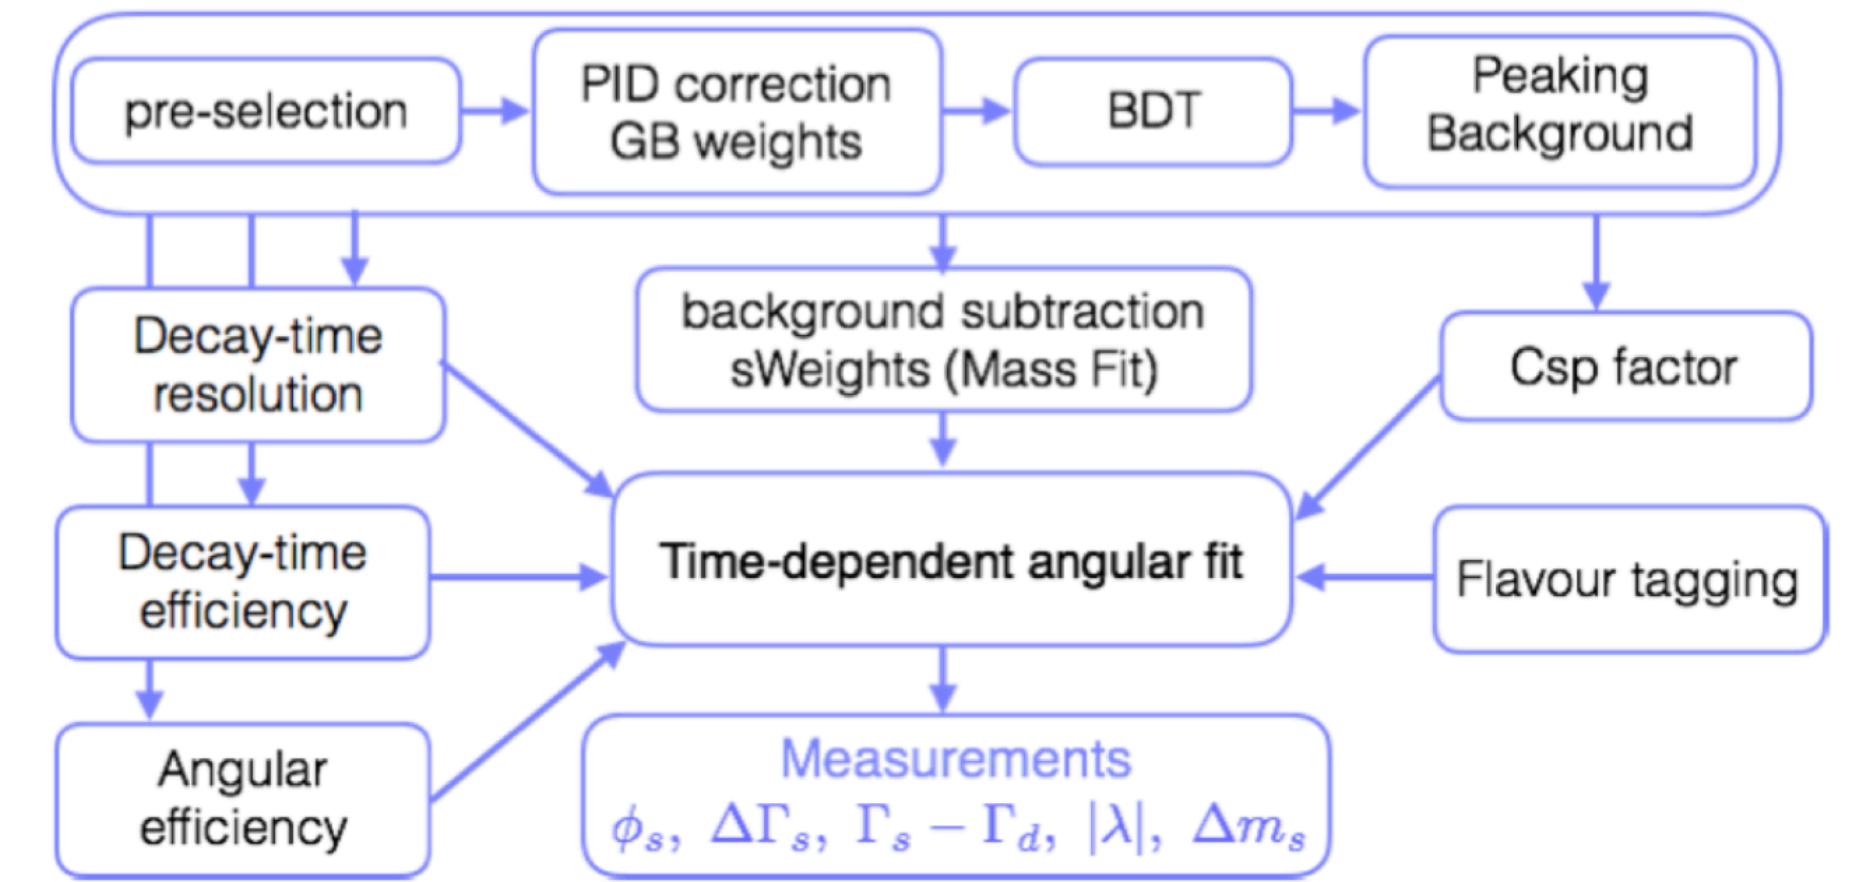 pre-selection
PID correction
GB weights
BDT
Peaking
Background
Decay-time
resolution
background subtraction
sWeights (Mass Fit)
Csp factor
Decay-time
efficiency
Time-dependent angular fit
Flavour tagging
Angular
efficiency
Measurements
ϕₛ, ΔΓₛ, Γₛ − Γ_d, |λ|, Δmₛ